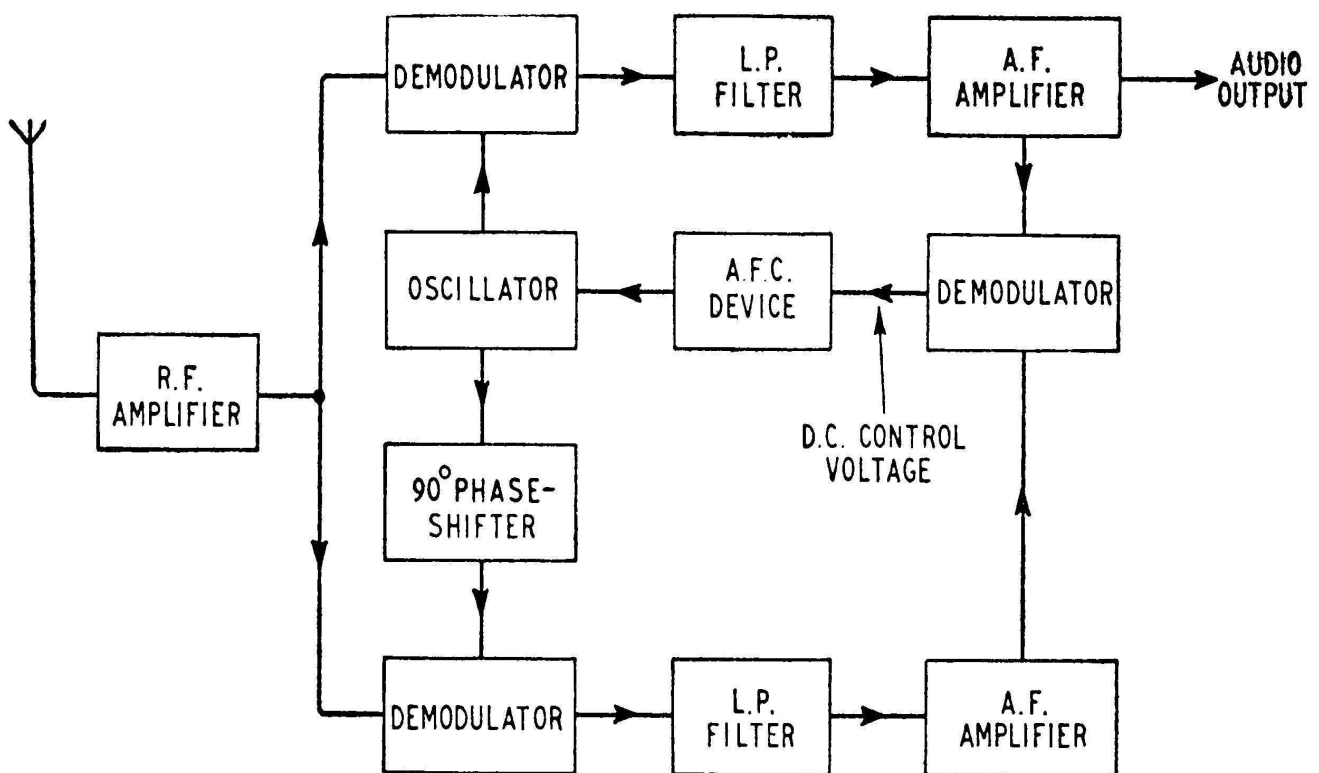 DEMODULATOR
L.P.
FILTER
A.F.
AMPLIFIER
AUDIO
OUTPUT
OSCILLATOR
A.F.C.
DEVICE
DEMODULATOR
R.F.
AMPLIFIER
D.C. CONTROL
VOLTAGE
90° PHASE-
SHIFTER
DEMODULATOR
L.P.
FILTER
A.F.
AMPLIFIER